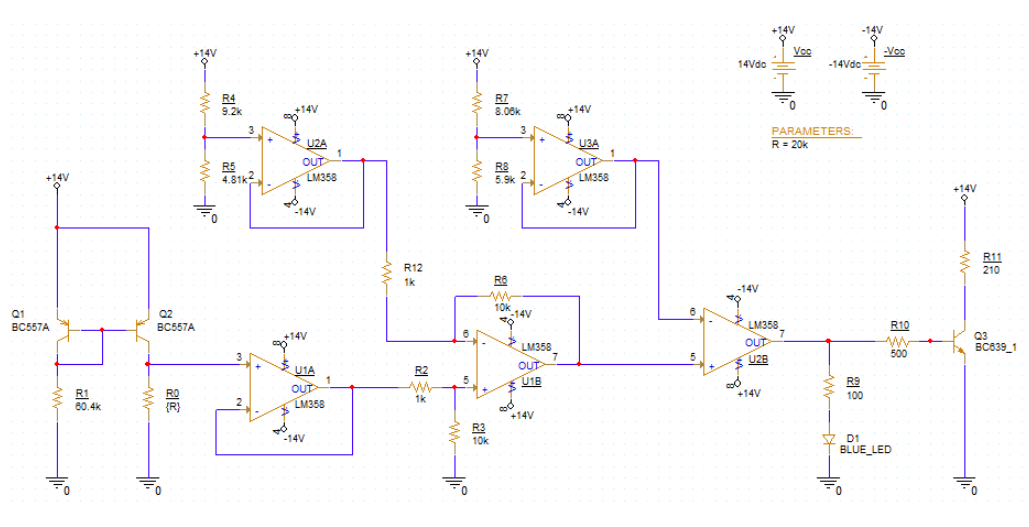 +14V
-14V
Vcc
-Vcc
14Vdc
-14Vdc
0
0
PARAMETERS:
R = 20k
+14V
R4
9.2k
3
+
8
+14V
U2A
OUT
1
R5
4.81k
2
-
LM358
4
-14V
0
+14V
R7
8.06k
3
+
8
+14V
U3A
OUT
1
R8
5.9k
2
-
LM358
4
-14V
0
+14V
Q1
BC557A
Q2
BC557A
R12
1k
R6
10k
R1
60.4k
R0
{R}
0
0
3
+
8
+14V
U1A
OUT
1
2
-
LM358
4
-14V
R2
1k
R3
10k
0
6
-
4
-14V
LM358
OUT
7
5
+
U1B
8
+14V
6
-
4
-14V
LM358
OUT
7
5
+
U2B
8
+14V
R10
500
R9
100
D1
BLUE_LED
0
+14V
R11
210
Q3
BC639_1
0